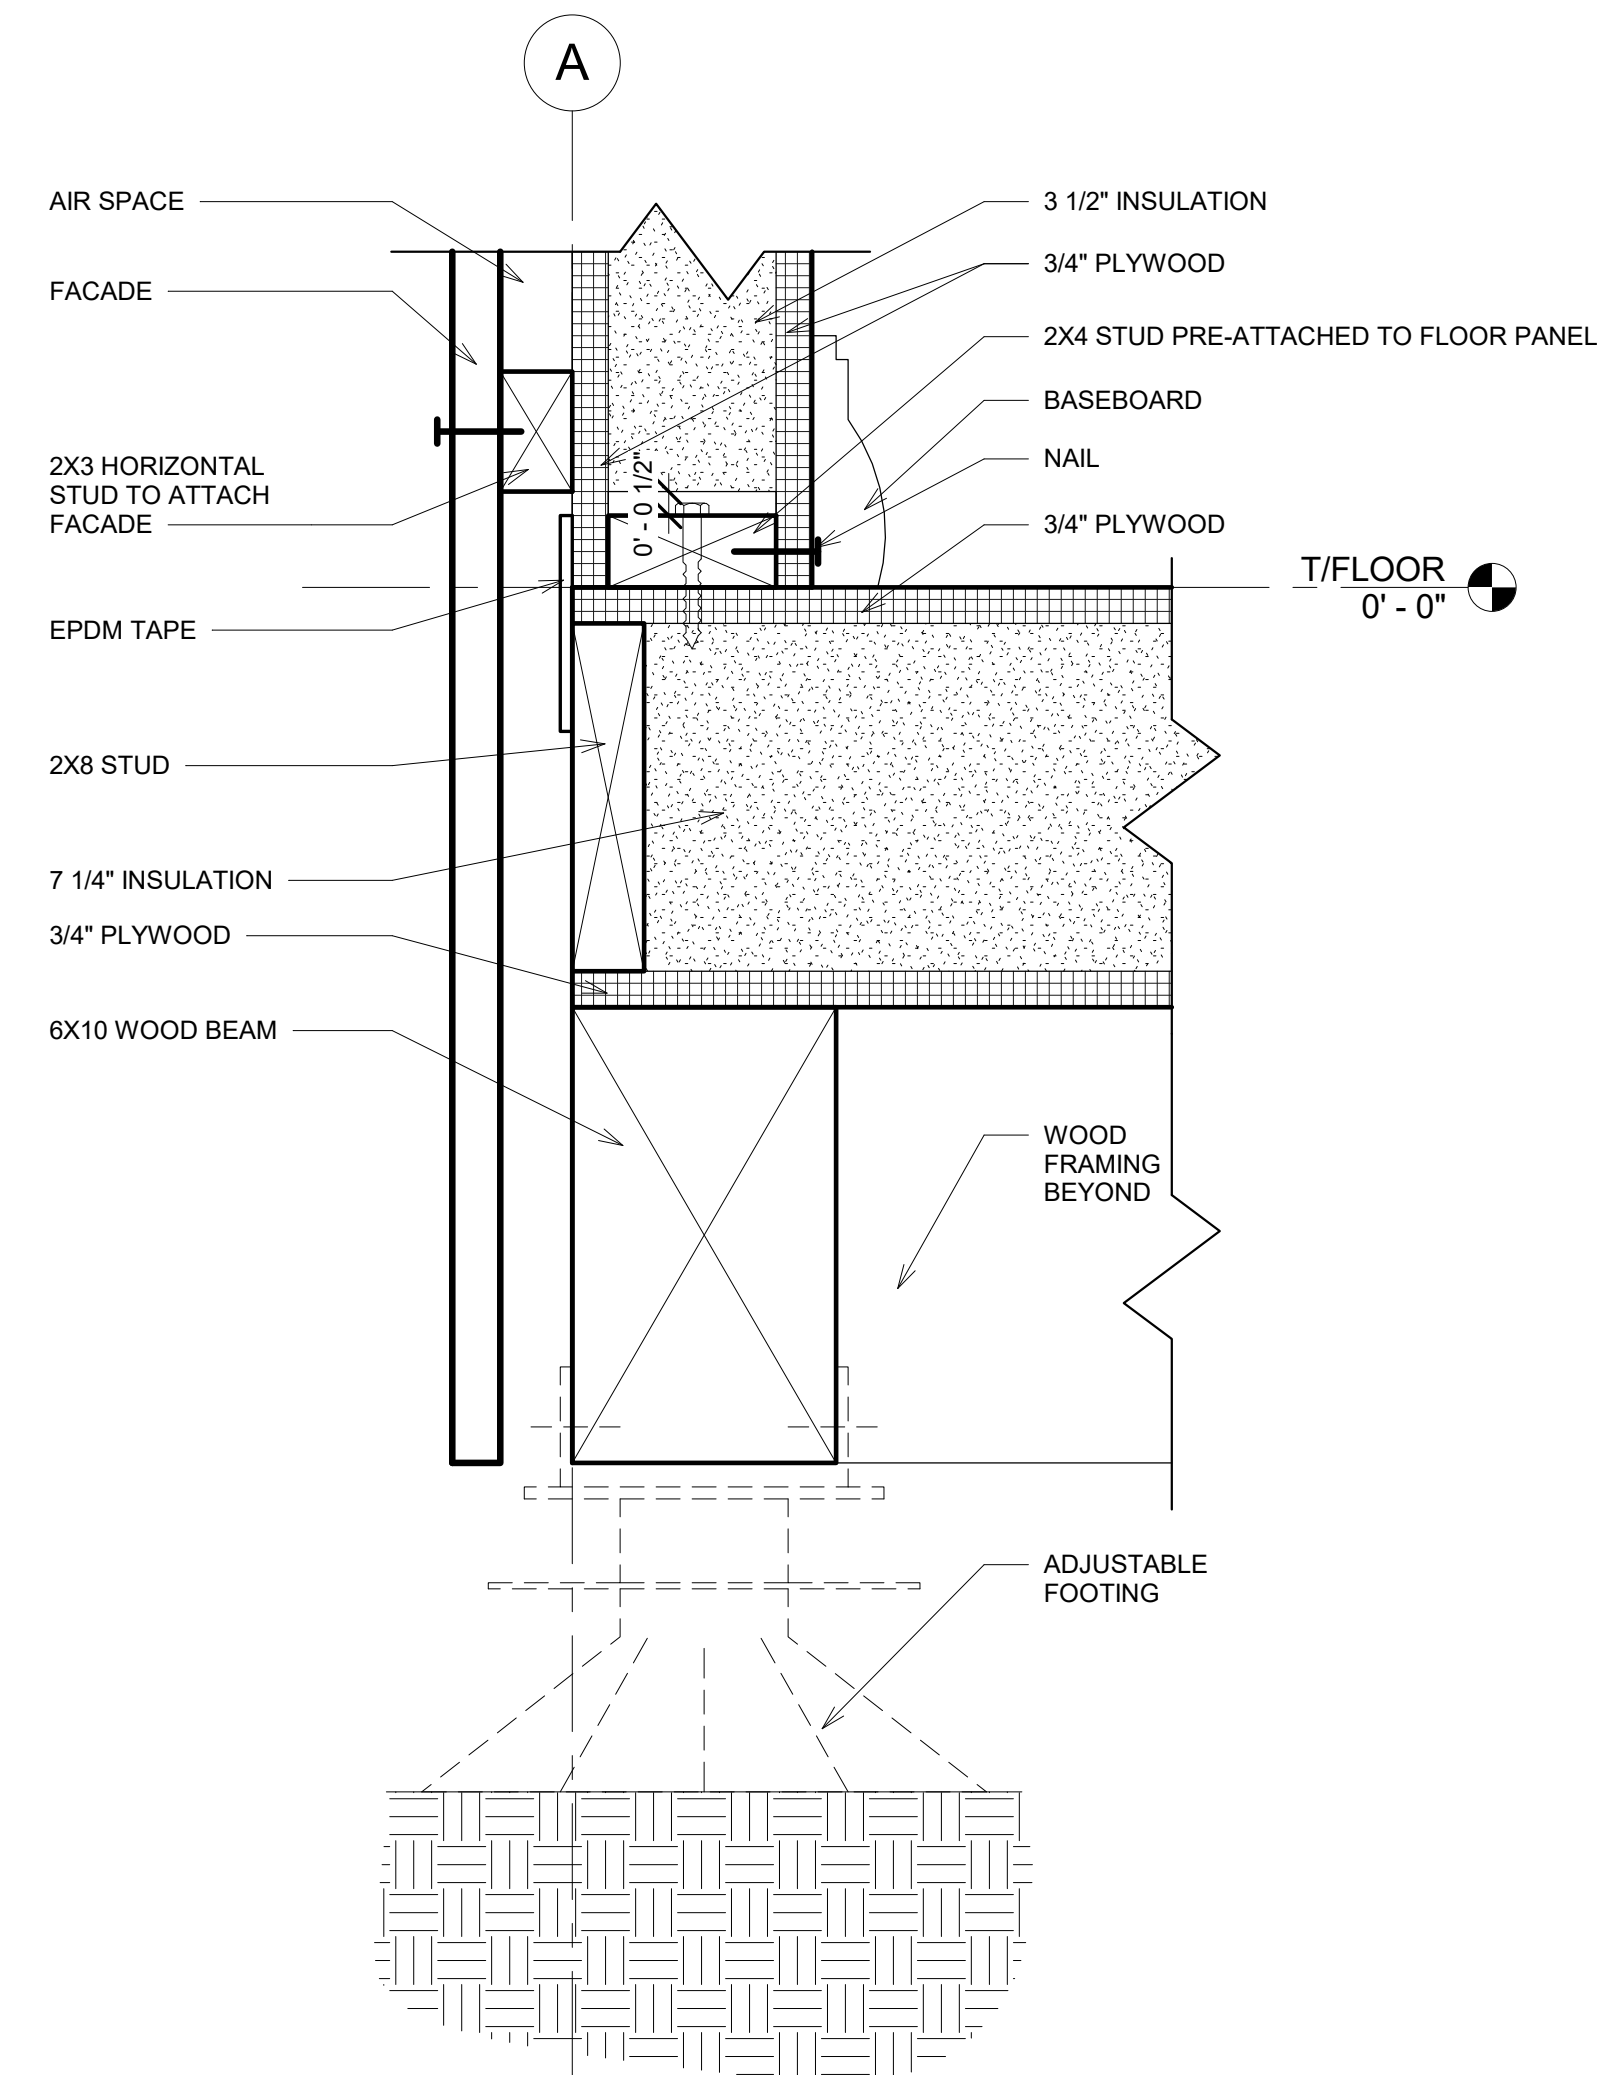 A
AIR SPACE
FACADE
2X3 HORIZONTAL
STUD TO ATTACH
FACADE
EPDM TAPE
2X8 STUD
7 1/4" INSULATION
3/4" PLYWOOD
6X10 WOOD BEAM
0' - 0 1/2"
3 1/2" INSULATION
3/4" PLYWOOD
2X4 STUD PRE-ATTACHED TO FLOOR PANEL
BASEBOARD
NAIL
3/4" PLYWOOD
T/FLOOR
0' - 0"
WOOD
FRAMING
BEYOND
ADJUSTABLE
FOOTING